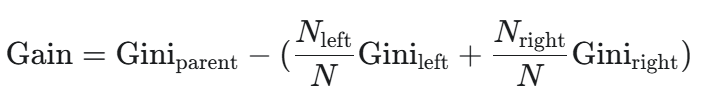 Gain = Gini_parent − (N_left/N Gini_left + N_right/N Gini_right)